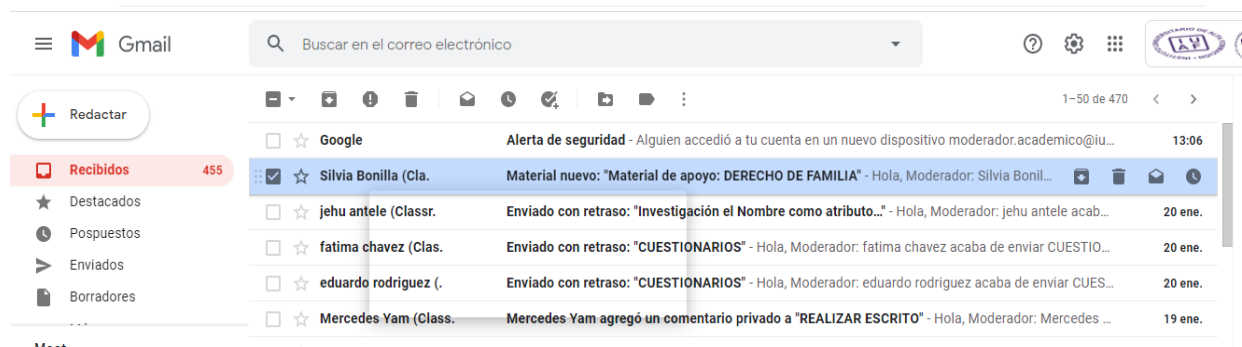 Gmail
Buscar en el correo electrónico
Redactar
1–50 de 470
Recibidos 455
Destacados
Pospuestos
Enviados
Borradores
Google Alerta de seguridad - Alguien accedió a tu cuenta en un nuevo dispositivo moderador.academico@iu... 13:06
Silvia Bonilla (Cla. Material nuevo: "Material de apoyo: DERECHO DE FAMILIA" - Hola, Moderador: Silvia Bonil...
jehu antele (Classr. Enviado con retraso: "Investigación el Nombre como atributo..." - Hola, Moderador: jehu antele acab... 20 ene.
fatima chavez (Clas. Enviado con retraso: "CUESTIONARIOS" - Hola, Moderador: fatima chavez acaba de enviar CUESTIO... 20 ene.
eduardo rodriguez (. Enviado con retraso: "CUESTIONARIOS" - Hola, Moderador: eduardo rodriguez acaba de enviar CUES... 20 ene.
Mercedes Yam (Class. Mercedes Yam agregó un comentario privado a "REALIZAR ESCRITO" - Hola, Moderador: Mercedes ... 19 ene.